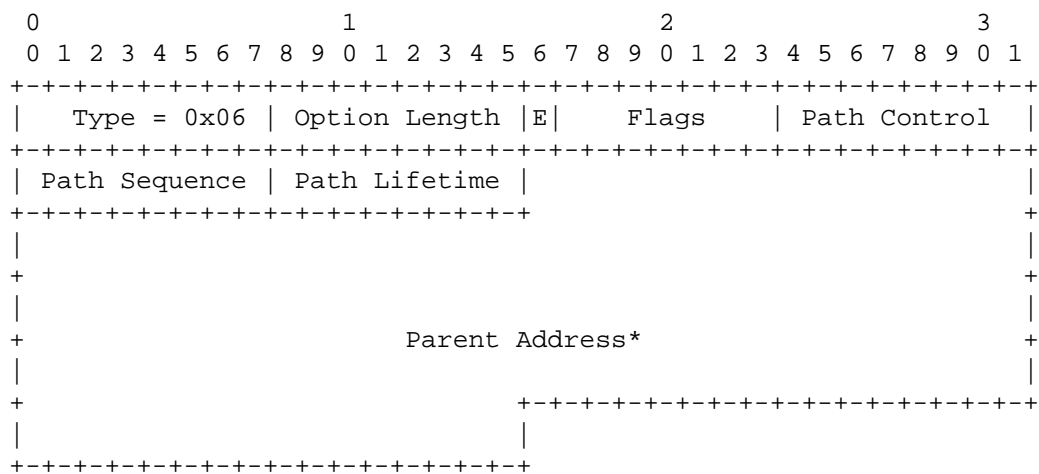 0                   1                   2                   3
0 1 2 3 4 5 6 7 8 9 0 1 2 3 4 5 6 7 8 9 0 1 2 3 4 5 6 7 8 9 0 1
+-+-+-+-+-+-+-+-+-+-+-+-+-+-+-+-+-+-+-+-+-+-+-+-+-+-+-+-+-+-+-+-+
|   Type = 0x06 | Option Length |E|    Flags    | Path Control  |
+-+-+-+-+-+-+-+-+-+-+-+-+-+-+-+-+-+-+-+-+-+-+-+-+-+-+-+-+-+-+-+-+
| Path Sequence | Path Lifetime |                               |
+-+-+-+-+-+-+-+-+-+-+-+-+-+-+-+-+                               +
|                                                               |
+                                                               +
|                                                               |
+                        Parent Address*                        +
|                                                               |
+                               +-+-+-+-+-+-+-+-+-+-+-+-+-+-+-+-+
|                               |
+-+-+-+-+-+-+-+-+-+-+-+-+-+-+-+-+